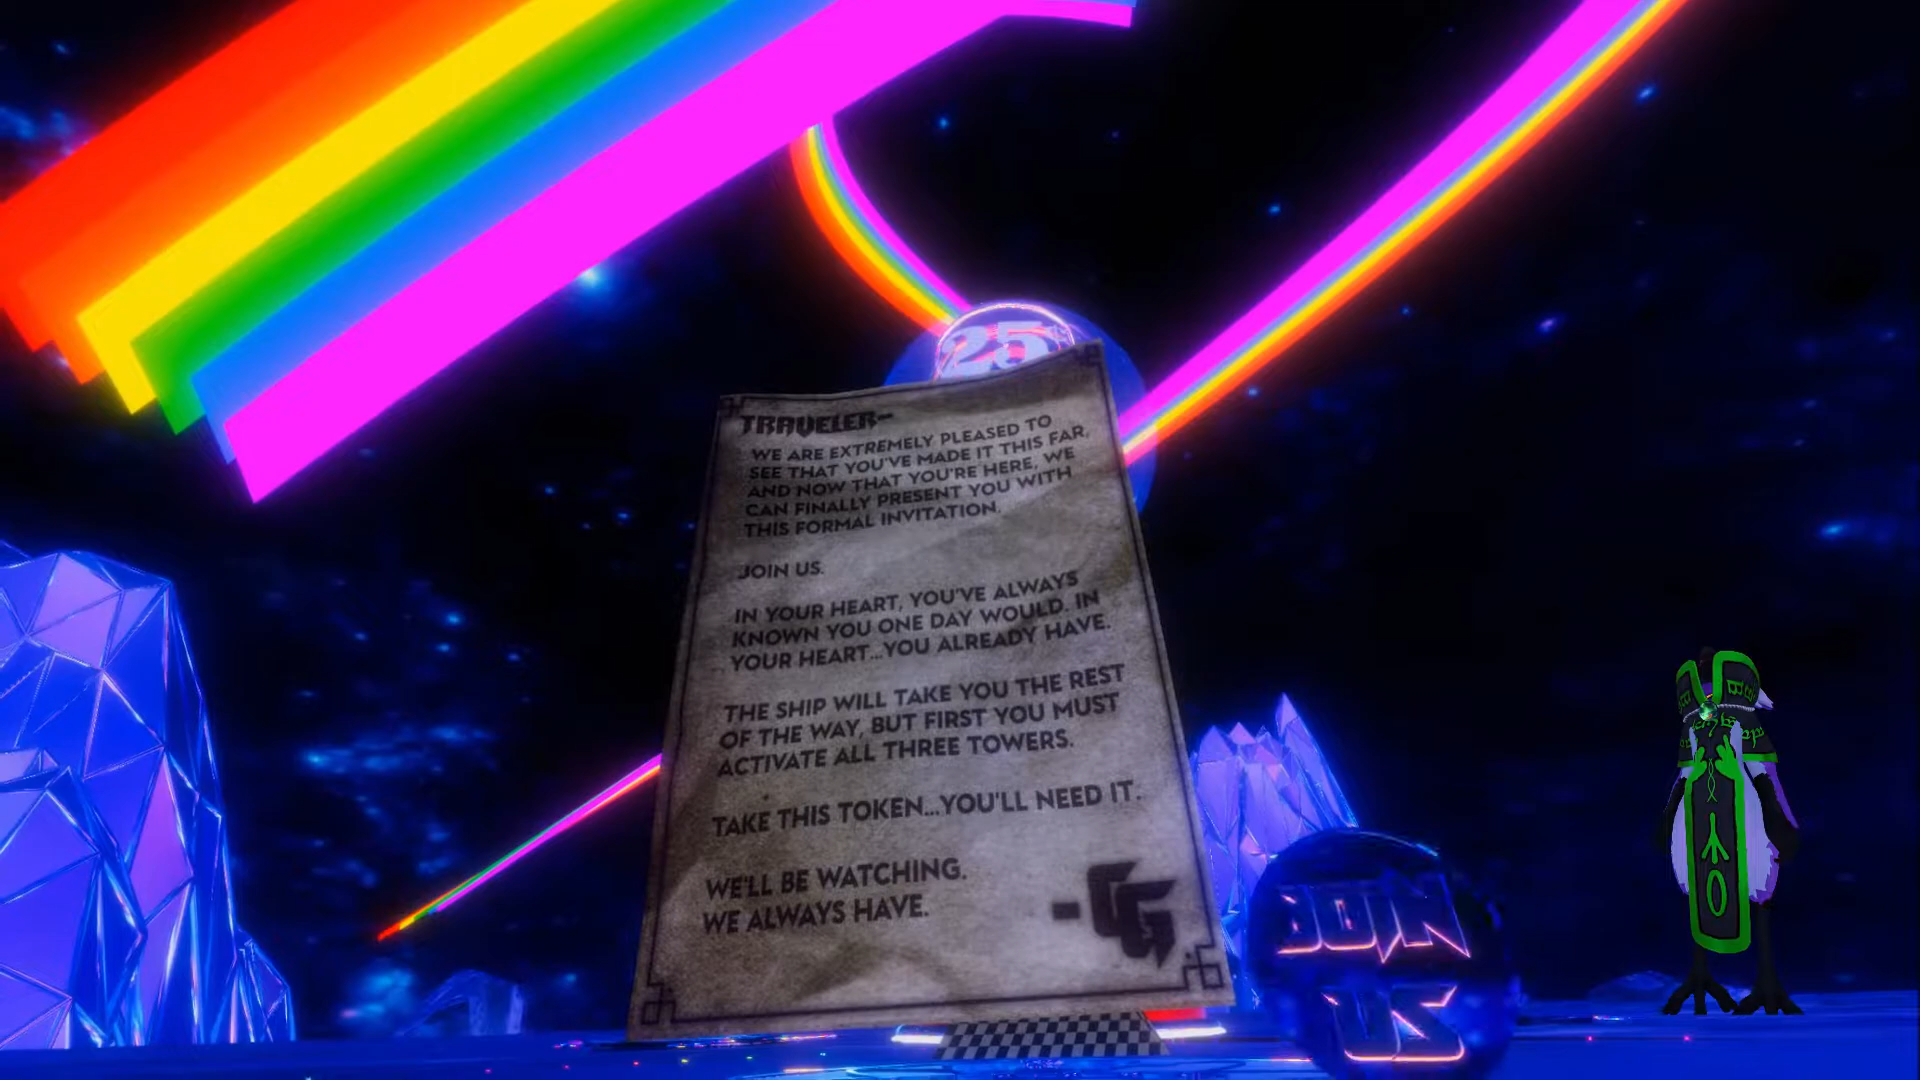 25
TRAVELER-
WE ARE EXTREMELY PLEASED TO
SEE THAT YOU'VE MADE IT THIS FAR,
AND NOW THAT YOU'RE HERE, WE
CAN FINALLY PRESENT YOU WITH
THIS FORMAL INVITATION.
JOIN US.
IN YOUR HEART, YOU'VE ALWAYS
KNOWN YOU ONE DAY WOULD. IN
YOUR HEART...YOU ALREADY HAVE.
THE SHIP WILL TAKE YOU THE REST
OF THE WAY, BUT FIRST YOU MUST
ACTIVATE ALL THREE TOWERS.
TAKE THIS TOKEN...YOU'LL NEED IT.
WE'LL BE WATCHING.
WE ALWAYS HAVE.
-GG
JOIN
US